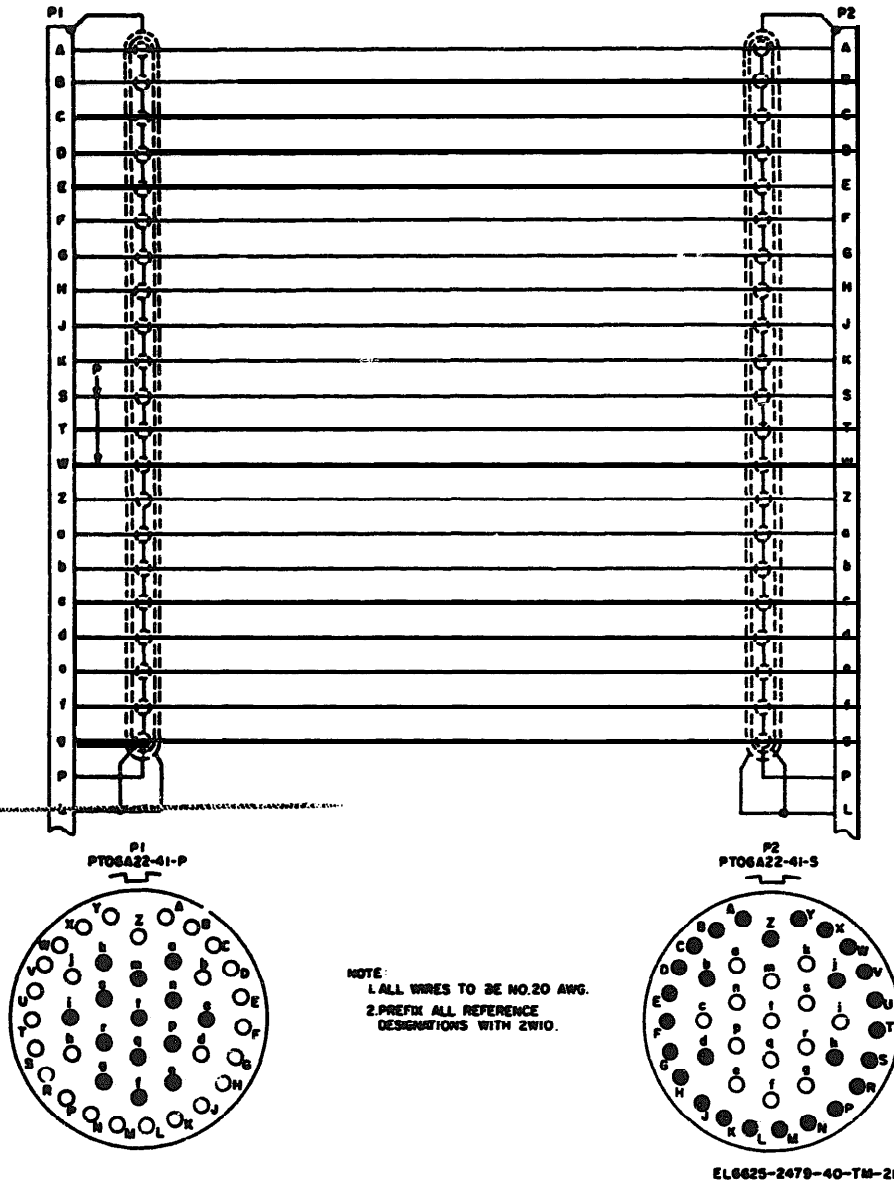 P1 P2
A A
B B
C C
D D
E E
F F
G G
H H
J J
K K
P
S S
T T
W W
Z Z
a a
b b
c c
d d
e e
f f
g g
P P
L L
P1
PT06A22-41-P
P2
PT06A22-41-S
Y Z A
X B
W k a C
V j m b D
U s n E
T i t c F
S r p G
R h q d H
P g e J
N f K
M L
NOTE:
1. ALL WIRES TO BE NO. 20 AWG.
2. PREFIX ALL REFERENCE
DESIGNATIONS WITH 2W10.
A Z Y
B X
C a k W
D b m j V
E n s U
F c t i T
G p r S
H d q h R
J e g P
K f N
L M
EL6625-2479-40-TM-2